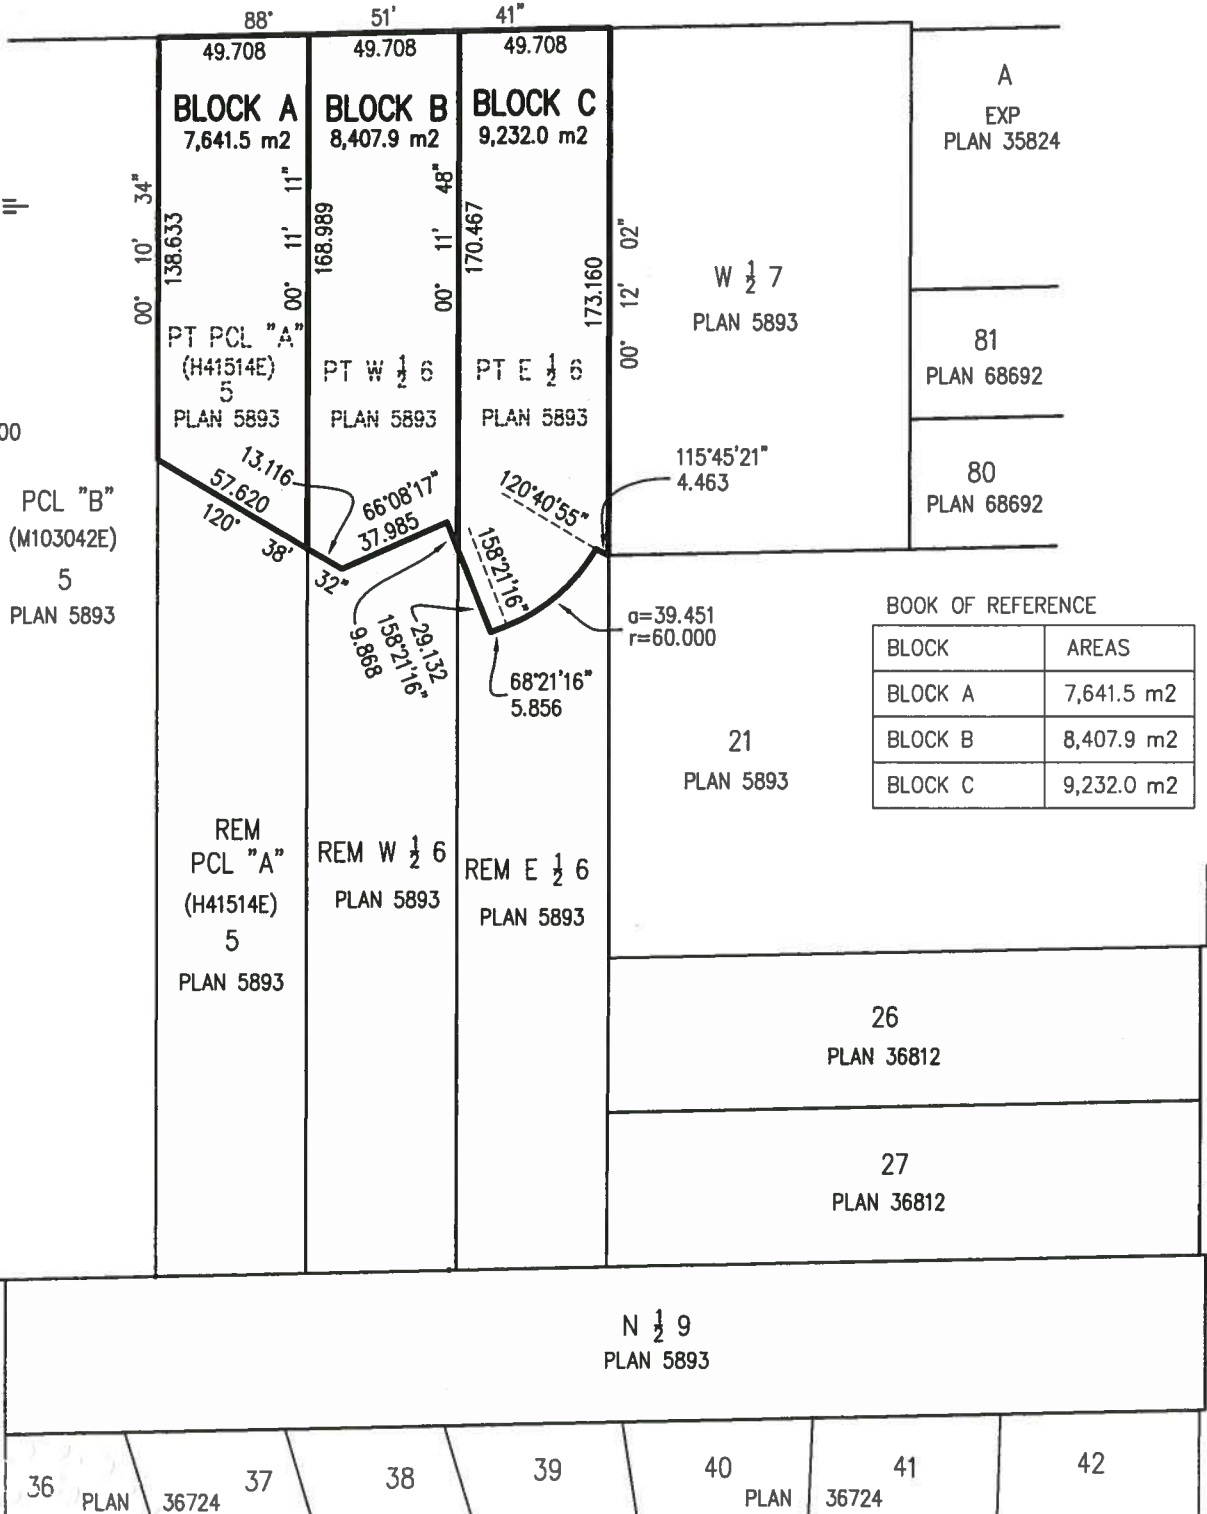 88° 51' 41"
49.708 49.708 49.708
BLOCK A
7,641.5 m2
BLOCK B
8,407.9 m2
BLOCK C
9,232.0 m2
00° 10' 34"
138.633
00° 11' 11"
168.989
00° 11' 48"
170.467
173.160
00° 12' 02"
PT PCL "A"
(H41514E)
5
PLAN 5893
PT W 1/2 6
PLAN 5893
PT E 1/2 6
PLAN 5893
W 1/2 7
PLAN 5893
A
EXP
PLAN 35824
81
PLAN 68692
80
PLAN 68692
00
PCL "B"
(M103042E)
5
PLAN 5893
13.116
57.620
120° 38' 32"
66°08'17"
37.985
120°40'55"
115°45'21"
4.463
158°21'16"
29.132
158°21'16"
9.868
a=39.451
r=60.000
68°21'16"
5.856
BOOK OF REFERENCE
BLOCK AREAS
BLOCK A 7,641.5 m2
BLOCK B 8,407.9 m2
BLOCK C 9,232.0 m2
21
PLAN 5893
REM
PCL "A"
(H41514E)
5
PLAN 5893
REM W 1/2 6
PLAN 5893
REM E 1/2 6
PLAN 5893
26
PLAN 36812
27
PLAN 36812
N 1/2 9
PLAN 5893
36 37 38 39 40 41 42
PLAN 36724 PLAN 36724